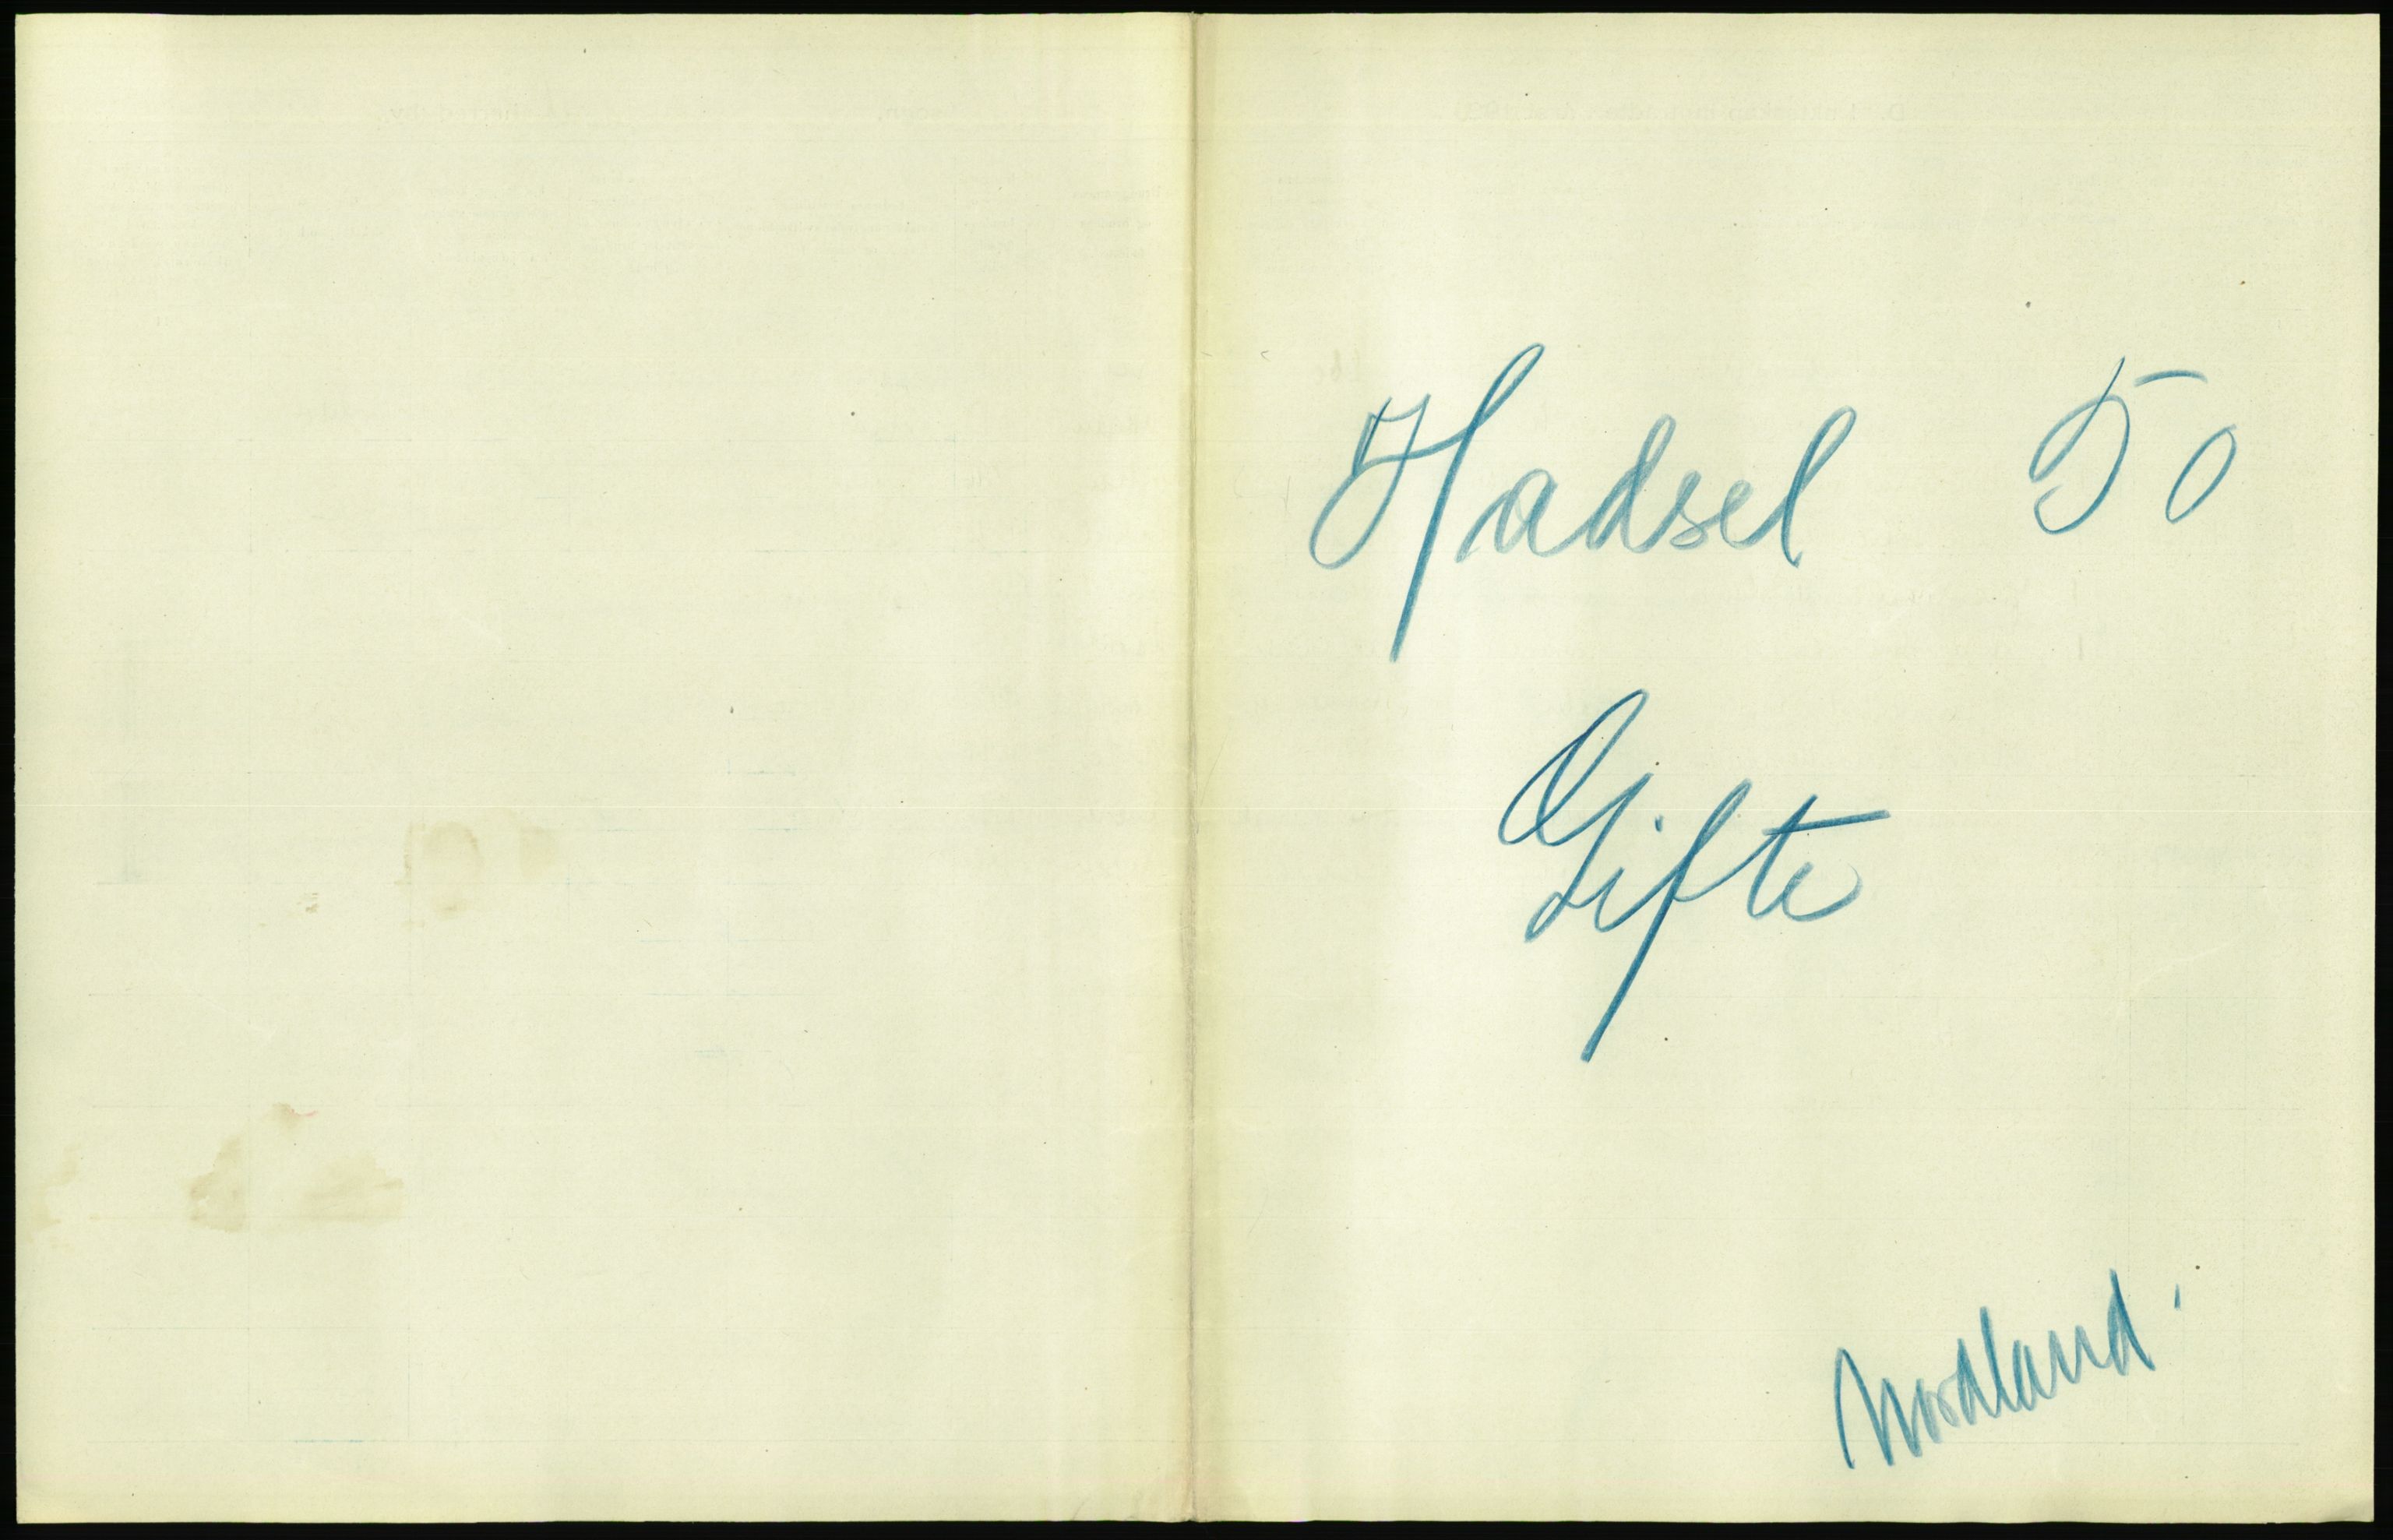 Hadsel 50
Gifte
Nordland.